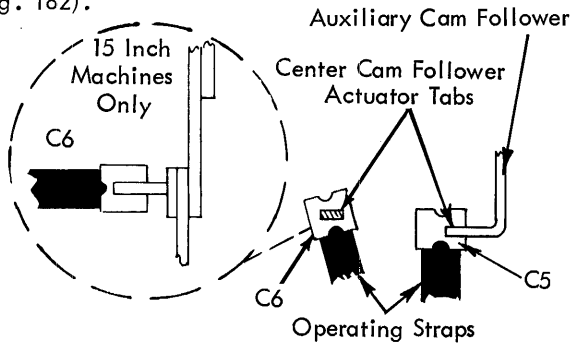 g. 182).
Auxiliary Cam Follower
15 Inch
Machines
Only
Center Cam Follower
Actuator Tabs
C6
C6
C5
Operating Straps